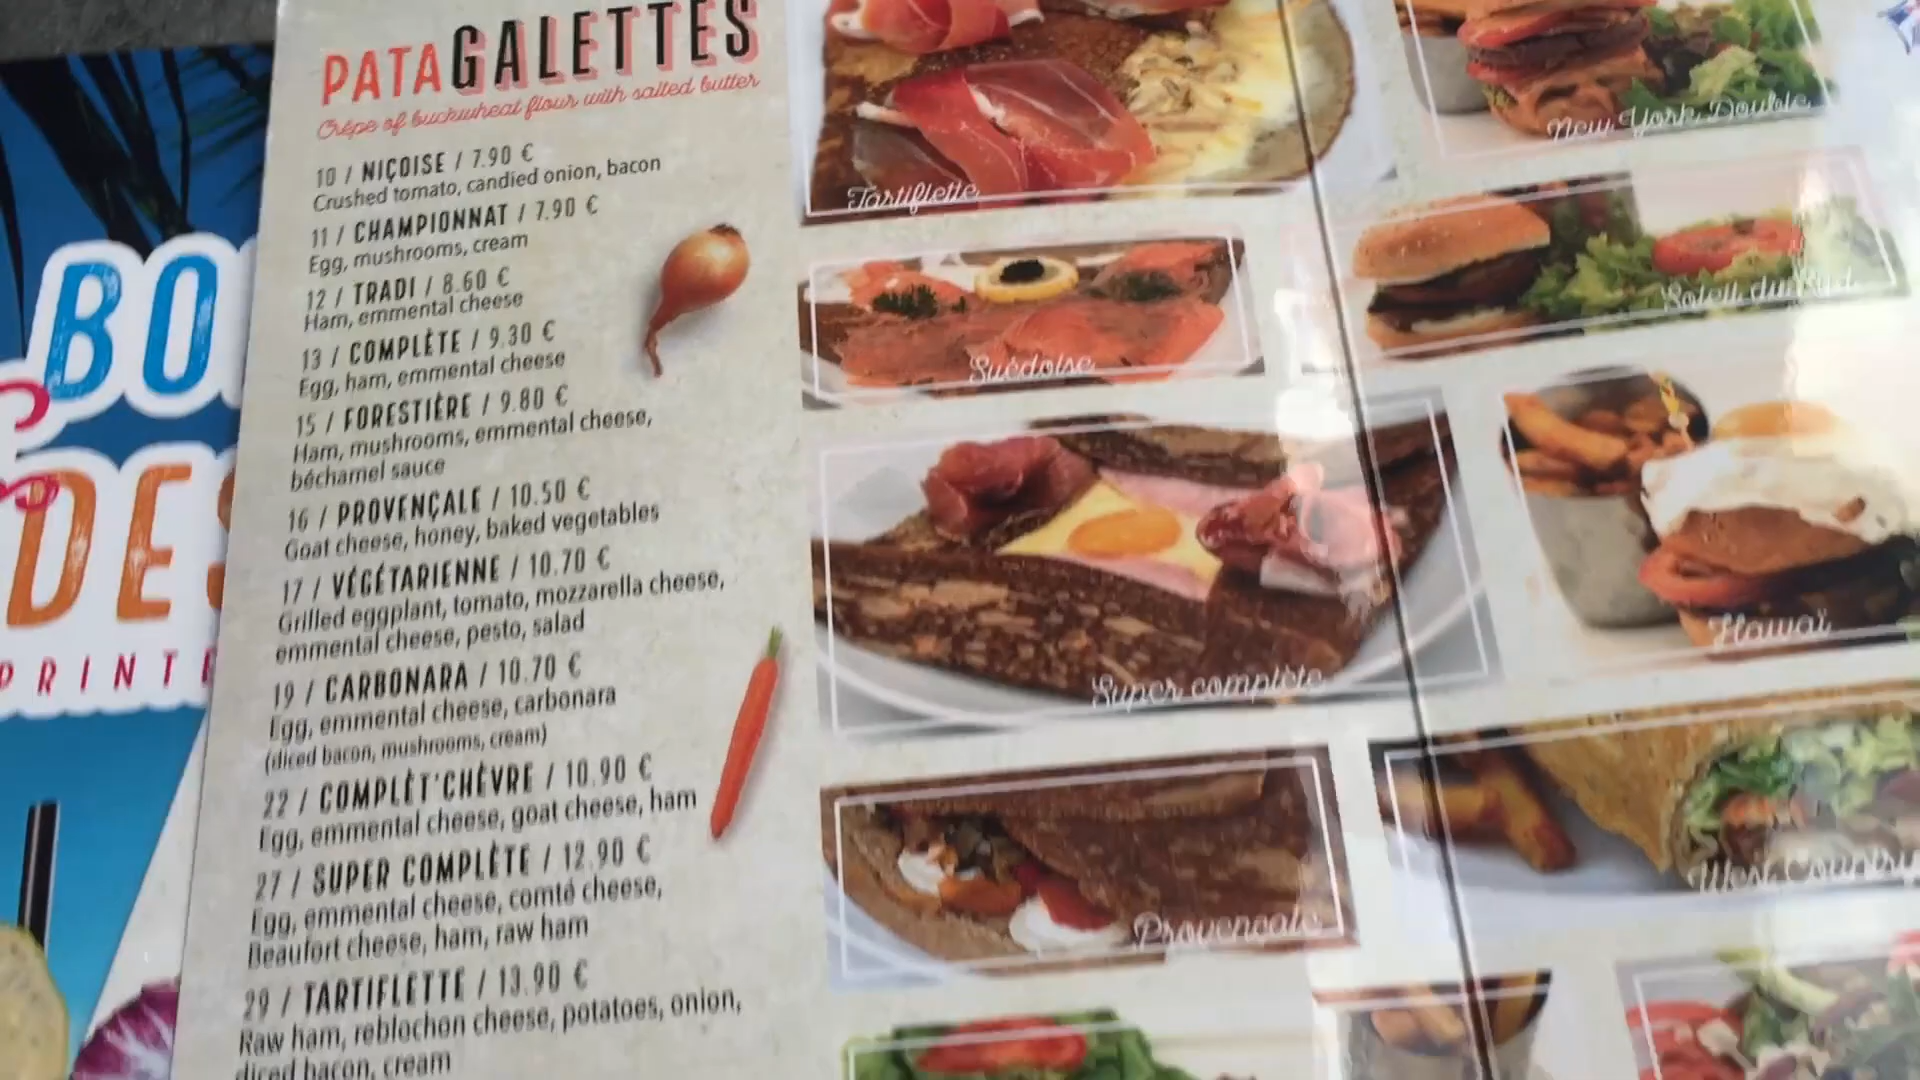 PATAGALETTES
Crêpe of buckwheat flour with salted butter
10 / NIÇOISE / 7.90 €
Crushed tomato, candied onion, bacon
11 / CHAMPIONNAT / 7.90 €
Egg, mushrooms, cream
12 / TRADI / 8.60 €
Ham, emmental cheese
13 / COMPLÈTE / 9.30 €
Egg, ham, emmental cheese
15 / FORESTIÈRE / 9.80 €
Ham, mushrooms, emmental cheese,
béchamel sauce
16 / PROVENÇALE / 10.50 €
Goat cheese, honey, baked vegetables
17 / VÉGÉTARIENNE / 10.70 €
Grilled eggplant, tomato, mozzarella cheese,
emmental cheese, pesto, salad
19 / CARBONARA / 10.70 €
Egg, emmental cheese, carbonara
(diced bacon, mushrooms, cream)
22 / COMPLÈT'CHÈVRE / 10.90 €
Egg, emmental cheese, goat cheese, ham
27 / SUPER COMPLÈTE / 12.90 €
Egg, emmental cheese, comté cheese,
Beaufort cheese, ham, raw ham
29 / TARTIFLETTE / 13.90 €
Raw ham, reblochon cheese, potatoes, onion,
diced bacon, cream
Tartiflette
Suédoise
Super complète
Provençale
New York Double
Soleil du Sud
Hawaï
West Country
BO
DES
PRINTE